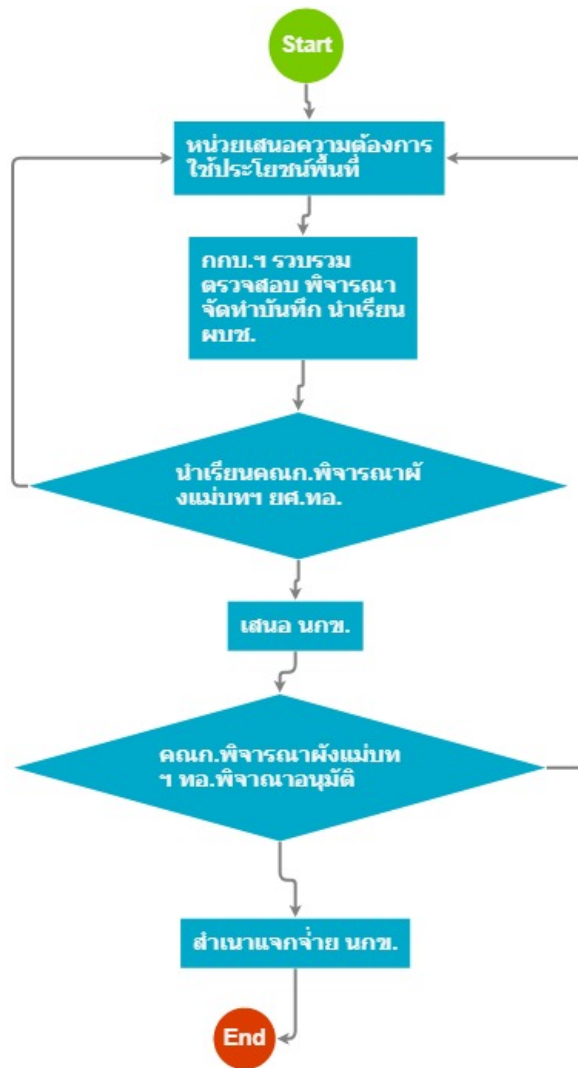 Start
หน่วยเสนอความต้องการ
ใช้ประโยชน์พื้นที่
กกบ.ฯ รวบรวม
ตรวจสอบ พิจารณา
จัดทำบันทึก นำเรียน
ผบช.
นำเรียนคณก.พิจารณาผั
งแม่บทฯ ยศ.ทอ.
เสนอ นกข.
คณก.พิจารณาผังแม่บท
ฯ ทอ.พิจาณาอนุมัติ
สำเนาแจกจ่าย นกข.
End